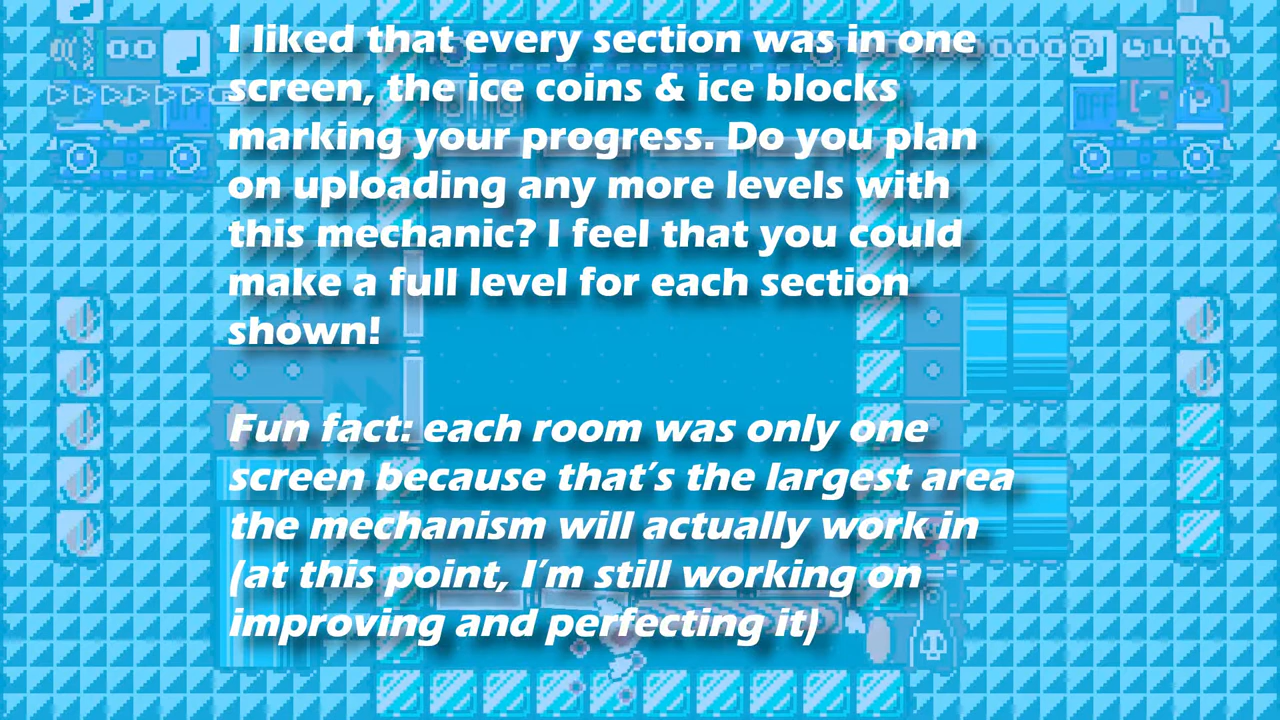 I liked that every section was in one
screen, the ice coins & ice blocks
marking your progress. Do you plan
on uploading any more levels with
this mechanic? I feel that you could
make a full level for each section
shown!
Fun fact: each room was only one
screen because that's the largest area
the mechanism will actually work in
(at this point, I'm still working on
improving and perfecting it)